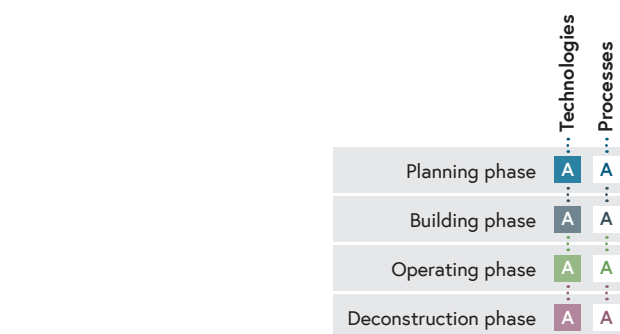 Technologies
Processes
Planning phase A A
Building phase A A
Operating phase A A
Deconstruction phase A A